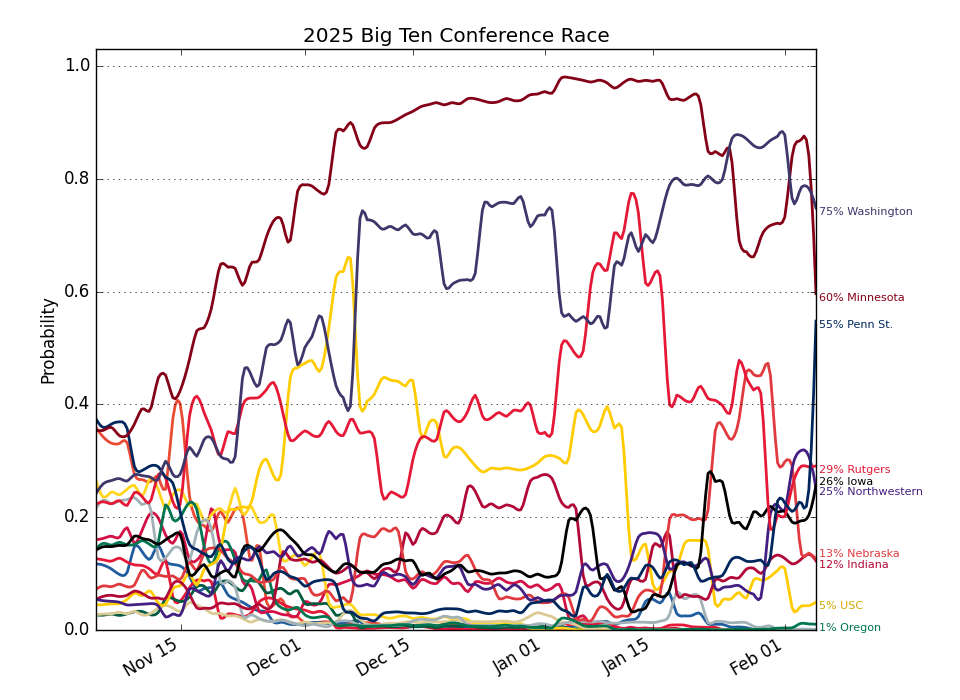 2025 Big Ten Conference Race
Probability
1.0
0.8
0.6
0.4
0.2
0.0
Nov 15
Dec 01
Dec 15
Jan 01
Jan 15
Feb 01
75% Washington
60% Minnesota
55% Penn St.
29% Rutgers
26% Iowa
25% Northwestern
13% Nebraska
12% Indiana
5% USC
1% Oregon